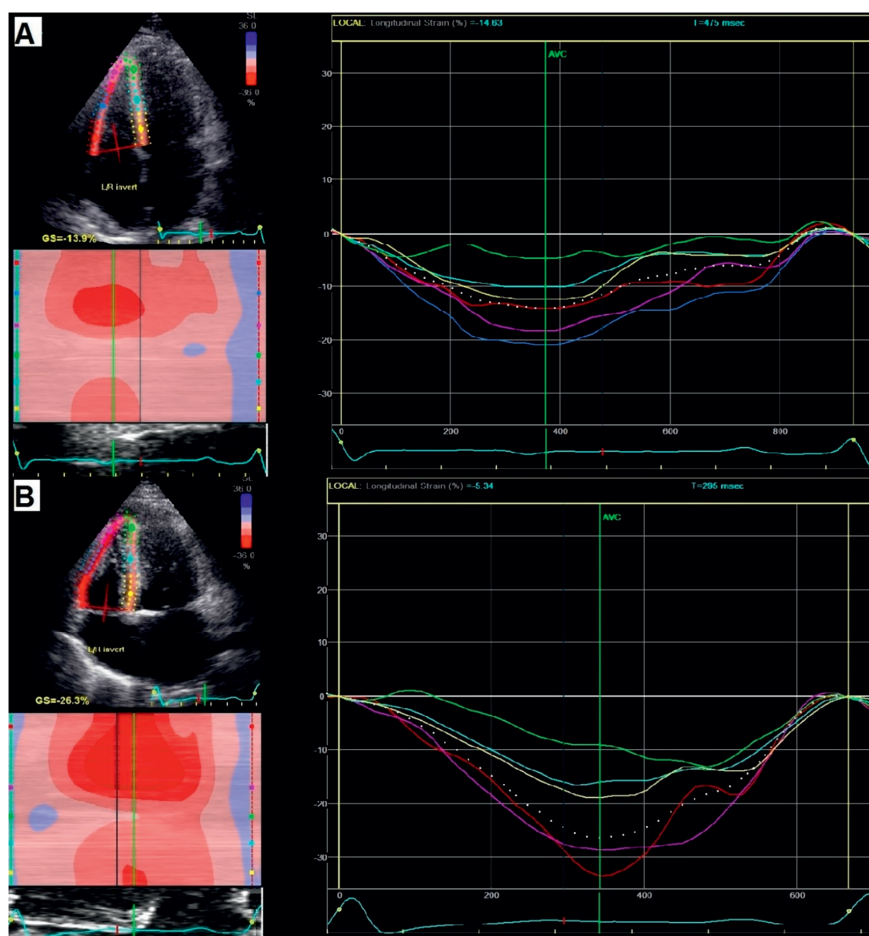 A
SL
36.0
-36.0
%
L/R invert
GS=-13.9%
LOCAL: Longitudinal Strain (%) =-14.63 T=475 msec
AVC
30
20
10
0
-10
-20
-30
0 200 400 600 800
B
SL
36.0
-36.0
%
L/R invert
GS=-26.3%
LOCAL: Longitudinal Strain (%) =-5.34 T=295 msec
AVC
30
20
10
0
-10
-20
-30
0 200 400 600